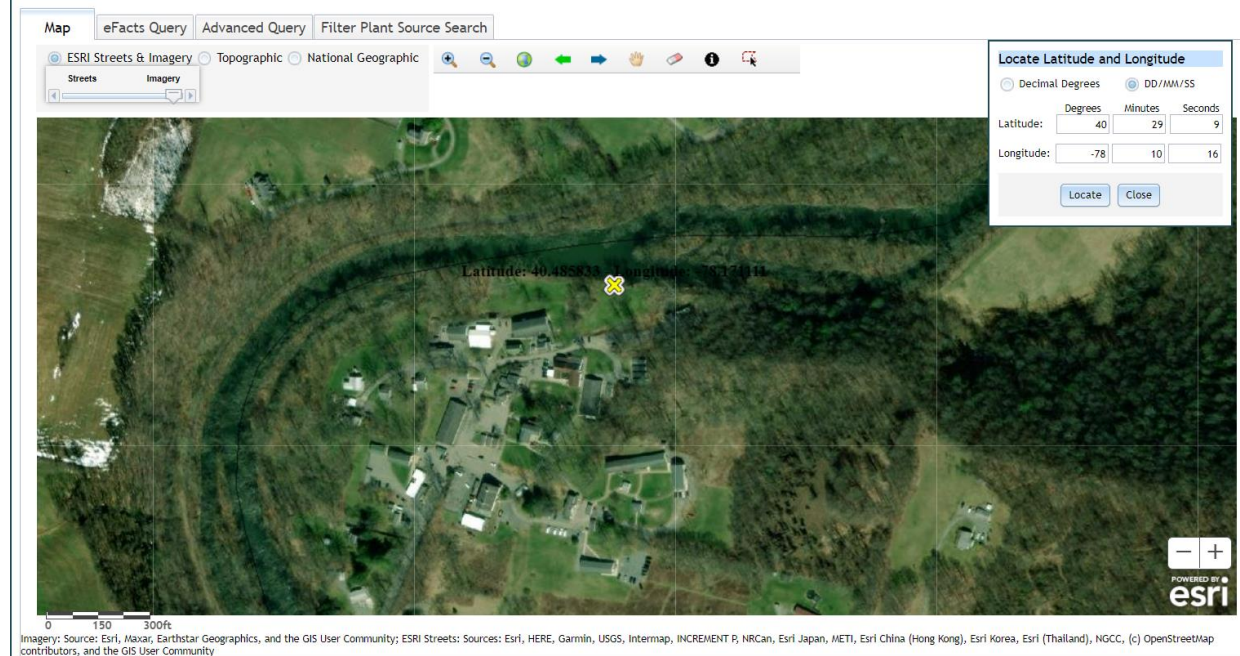 Map eFacts Query Advanced Query Filter Plant Source Search
ESRI Streets & Imagery Topographic National Geographic
Streets Imagery
Locate Latitude and Longitude
Decimal Degrees DD/MM/SS
Degrees Minutes Seconds
Latitude: 40 29 9
Longitude: -78 10 16
Locate Close
Latitude: 40.485833 Longitude: -78.171111
POWERED BY
esri
0 150 300ft
Imagery: Source: Esri, Maxar, Earthstar Geographics, and the GIS User Community; ESRI Streets: Sources: Esri, HERE, Garmin, USGS, Intermap, INCREMENT P, NRCan, Esri Japan, METI, Esri China (Hong Kong), Esri Korea, Esri (Thailand), NGCC, (c) OpenStreetMap
contributors, and the GIS User Community